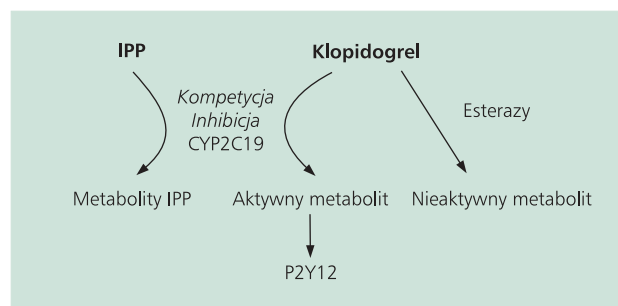 IPP
Klopidogrel
Kompetycja
Inhibicja
CYP2C19
Esterazy
Metabolity IPP
Aktywny metabolit
Nieaktywny metabolit
P2Y12